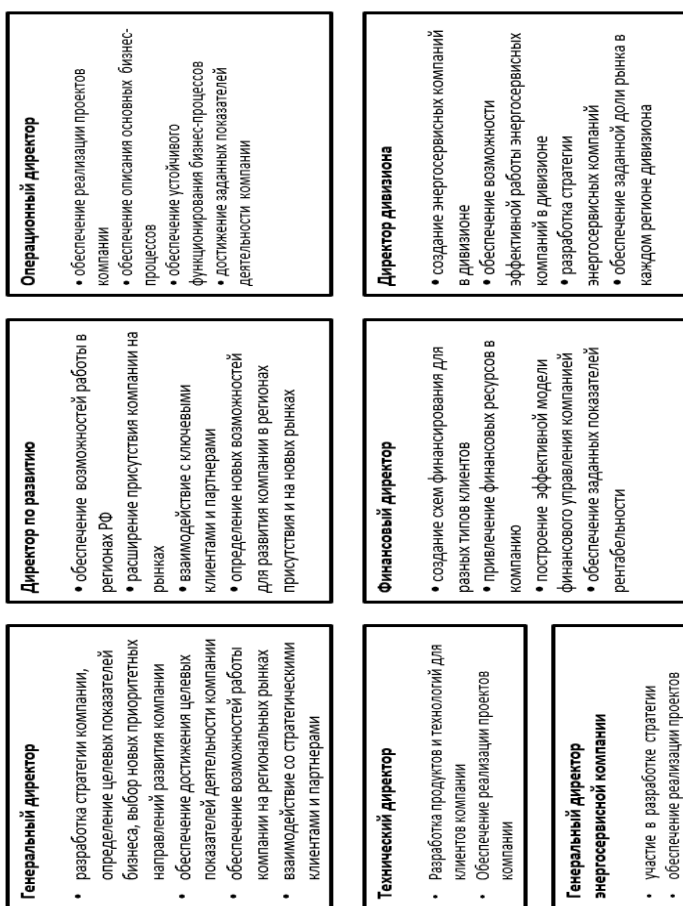 Генеральный директор
• разработка стратегии компании,
определение целевых показателей
бизнеса, выбор новых приоритетных
направлений развития компании
• обеспечение достижения целевых
показателей деятельности компании
• обеспечение возможностей работы
компании на региональных рынках
• взаимодействие со стратегическими
клиентами и партнерами
Директор по развитию
• обеспечение возможностей работы в
регионах РФ
• расширение присутствия компании на
рынках
• взаимодействие с ключевыми
клиентами и партнерами
• определение новых возможностей
для развития компании в регионах
присутствия и на новых рынках
Операционный директор
• обеспечение реализации проектов
компании
• обеспечение описания основных бизнес-
процессов
• обеспечение устойчивого
функционирования бизнес-процессов
• достижение заданных показателей
деятельности компании
Технический директор
• Разработка продуктов и технологий для
клиентов компании
• Обеспечение реализации проектов
компании
Финансовый директор
• создание схем финансирования для
разных типов клиентов
• привлечение финансовых ресурсов в
компанию
• построение эффективной модели
финансового управления компанией
• обеспечение заданных показателей
рентабельности
Директор дивизиона
• создание энергосервисных компаний
в дивизионе
• обеспечение возможности
эффективной работы энергосервисных
компаний в дивизионе
• разработка стратегии
энергосервисных компаний
• обеспечение заданной доли рынка в
каждом регионе дивизиона
Генеральный директор
энергосервисной компании
• участие в разработке стратегии
• обеспечение реализации проектов